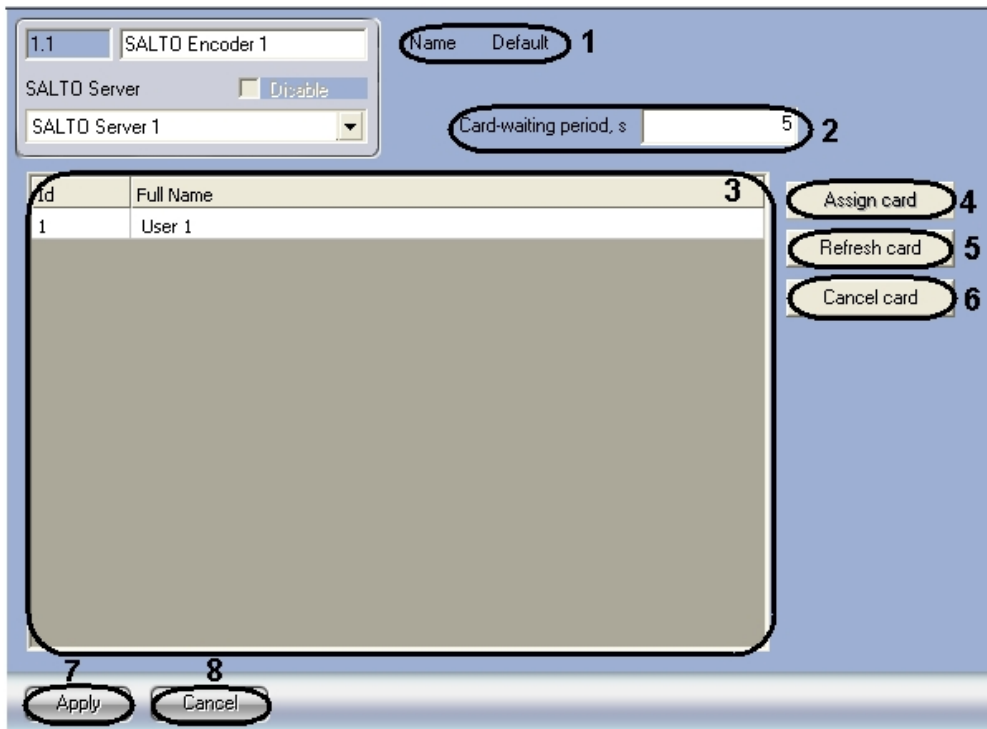 1.1 SALTO Encoder 1
Name Default 1
SALTO Server Disable
SALTO Server 1
Card-waiting period, s 5 2
Id Full Name 3
1 User 1
Assign card 4
Refresh card 5
Cancel card 6
7 8
Apply Cancel